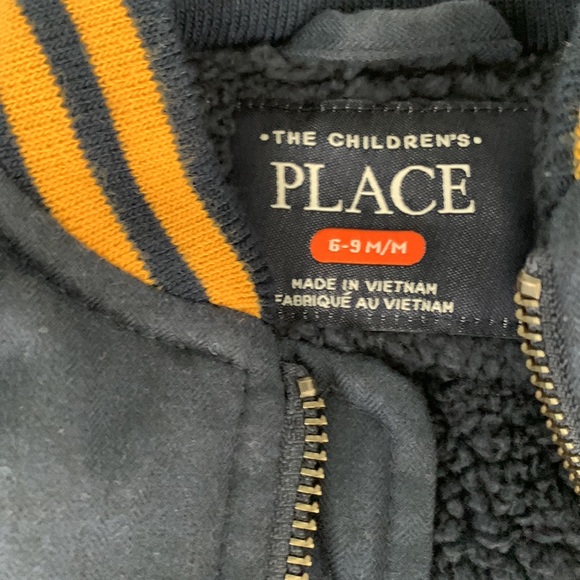 •THE CHILDREN'S•
PLACE
6-9 M/M
MADE IN VIETNAM
FABRIQUÉ AU VIETNAM